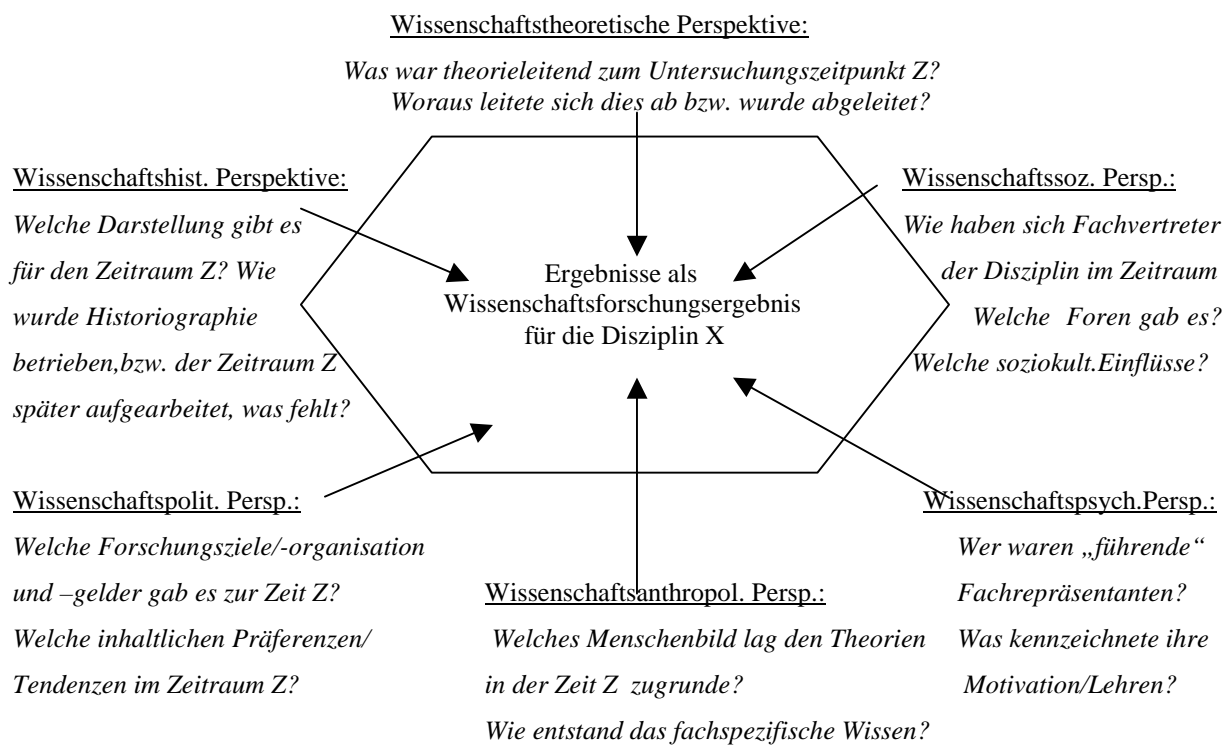 Wissenschaftstheoretische Perspektive:
Was war theorieleitend zum Untersuchungszeitpunkt Z?
Woraus leitete sich dies ab bzw. wurde abgeleitet?
Wissenschaftshist. Perspektive:
Welche Darstellung gibt es
für den Zeitraum Z? Wie
wurde Historiographie
betrieben,bzw. der Zeitraum Z
später aufgearbeitet, was fehlt?
Wissenschaftssoz. Persp.:
Wie haben sich Fachvertreter
der Disziplin im Zeitraum
Welche Foren gab es?
Welche soziokult.Einflüsse?
Ergebnisse als
Wissenschaftsforschungsergebnis
für die Disziplin X
Wissenschaftspolit. Persp.:
Welche Forschungsziele/-organisation
und –gelder gab es zur Zeit Z?
Welche inhaltlichen Präferenzen/
Tendenzen im Zeitraum Z?
Wissenschaftsanthropol. Persp.:
Welches Menschenbild lag den Theorien
in der Zeit Z zugrunde?
Wie entstand das fachspezifische Wissen?
Wissenschaftspsych.Persp.:
Wer waren „führende“
Fachrepräsentanten?
Was kennzeichnete ihre
Motivation/Lehren?